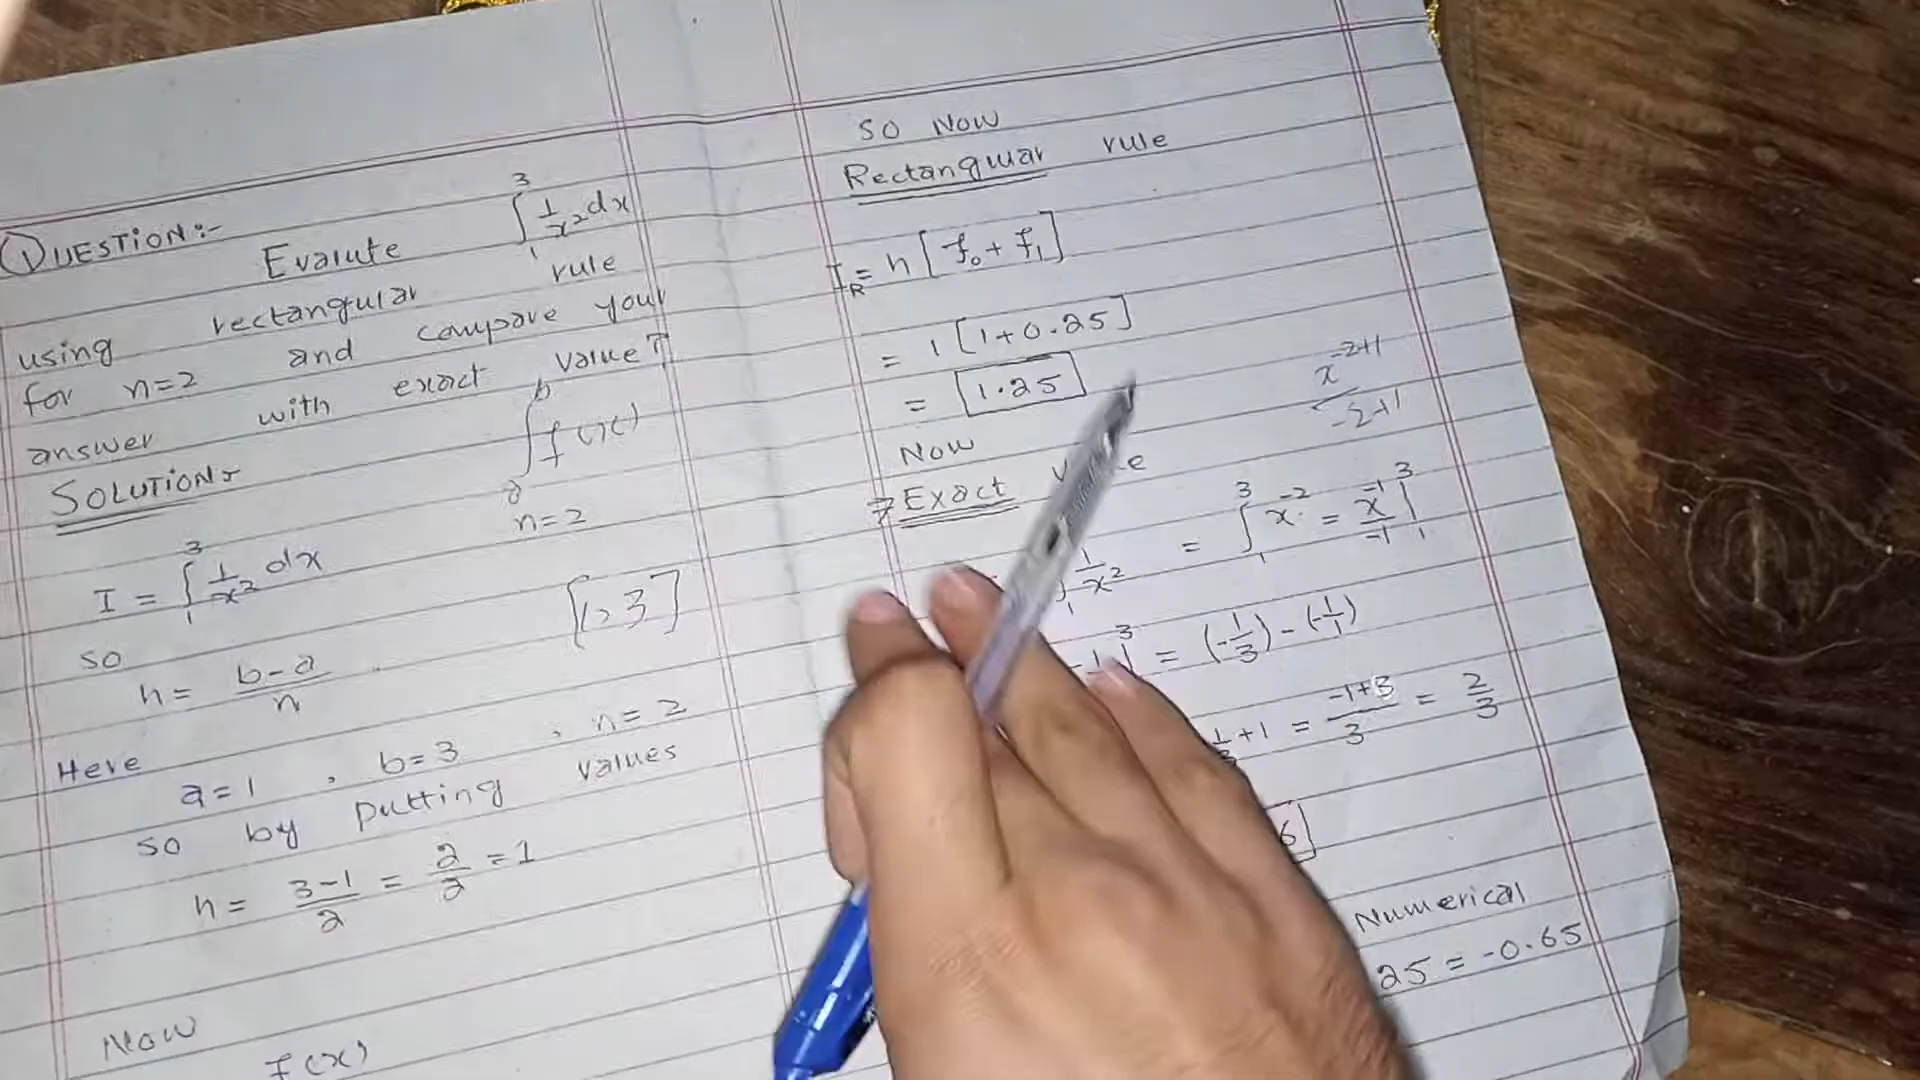 QUESTION:-
Evalute ∫₁³ 1/x² dx
using rectangular rule
for n=2 and compare your
answer with exact value?
SOLUTION:-
∫ₐᵇ f(x)
n=2
I = ∫₁³ 1/x² dx
so
[1,3]
h = b-a/n
Here
a=1 , b=3 , n=2
so by putting values
h = 3-1/2 = 2/2 = 1
Now
f(x)
SO NOW
Rectangular rule
I_R = h[f₀+f₁]
= 1[1+0.25]
= 1.25
x⁻²⁺¹/-2+1
Now
Exact
1/x² = ∫₁³ x⁻² = x⁻¹/-1 |₁³
= (-1/3) - (-1/1)
+1 = -1+3/3 = 2/3
6
Numerical
25 = -0.65